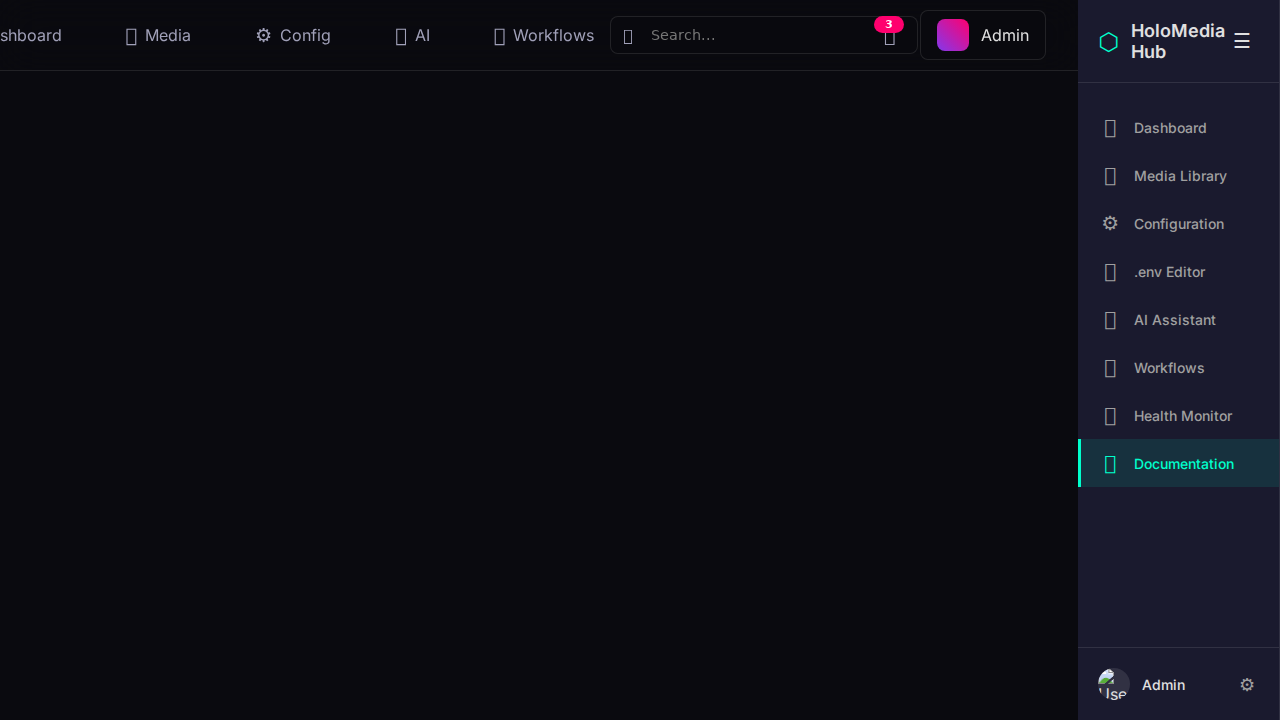 shboard
Media
Config
AI
Workflows
Search...
3
Admin
HoloMedia
Hub
Dashboard
Media Library
Configuration
.env Editor
AI Assistant
Workflows
Health Monitor
Documentation
Use
Admin